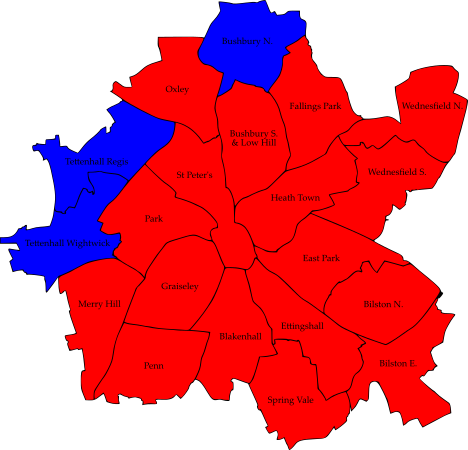 Bushbury N.
Oxley
Fallings Park
Wednesfield N.
Bushbury S.
& Low Hill
Tettenhall Regis
St Peter's
Wednesfield S.
Heath Town
Park
Tettenhall Wightwick
East Park
Graiseley
Merry Hill
Bilston N.
Ettingshall
Blakenhall
Penn
Bilston E.
Spring Vale